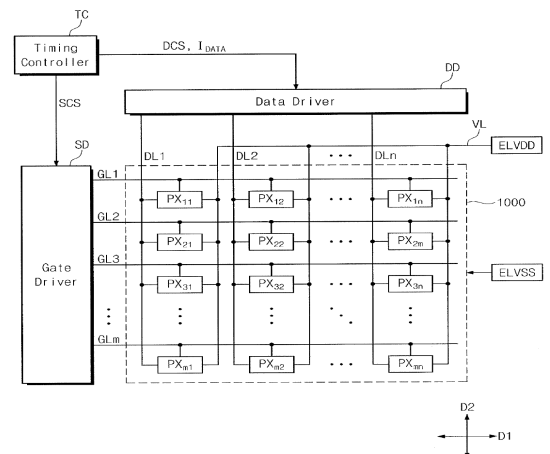 TC
Timing
Controller
DCS, I_DATA
DD
Data Driver
SCS
SD
VL
ELVDD
DL1 DL2 ... DLn
GL1
1000
PX11 PX12 ... PX1n
GL2
PX21 PX22 ... PX2m
GL3
Gate
Driver
ELVSS
PX31 PX32 ... PX3n
GLm
PXm1 PXm2 ... PXmn
D2
D1